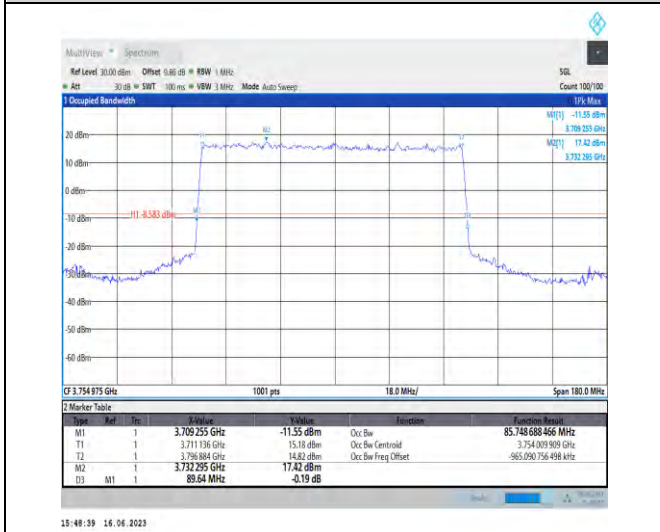 MultiView Spectrum
Ref Level 30.00 dBm Offset 0.86 dB RBW 1 MHz SGL
Att 30 dB SWT 100 ms VBW 3 MHz Mode Auto Sweep Count 100/100
1 Occupied Bandwidth 1Pk Max
M1[1] -11.55 dBm
3.709 255 GHz
M2[1] 17.42 dBm
3.732 295 GHz
M2
20 dBm
10 dBm
0 dBm
H1 -8.583 dBm
M1
-10 dBm
-20 dBm
-30 dBm
-40 dBm
-50 dBm
-60 dBm
CF 3.754 975 GHz 1001 pts 18.0 MHz/ Span 180.0 MHz
2 Marker Table
Type Ref Trc X-Value Y-Value Function Function Result
M1 1 3.709 255 GHz -11.55 dBm Occ Bw 85.748 688 466 MHz
T1 1 3.711 136 GHz 15.18 dBm Occ Bw Centroid 3.754 009 909 GHz
T2 1 3.796 884 GHz 14.82 dBm Occ Bw Freq Offset -965.090 756 498 kHz
M2 1 3.732 295 GHz 17.42 dBm
D3 M1 1 89.64 MHz -0.19 dB
15:48:39 16.06.2023